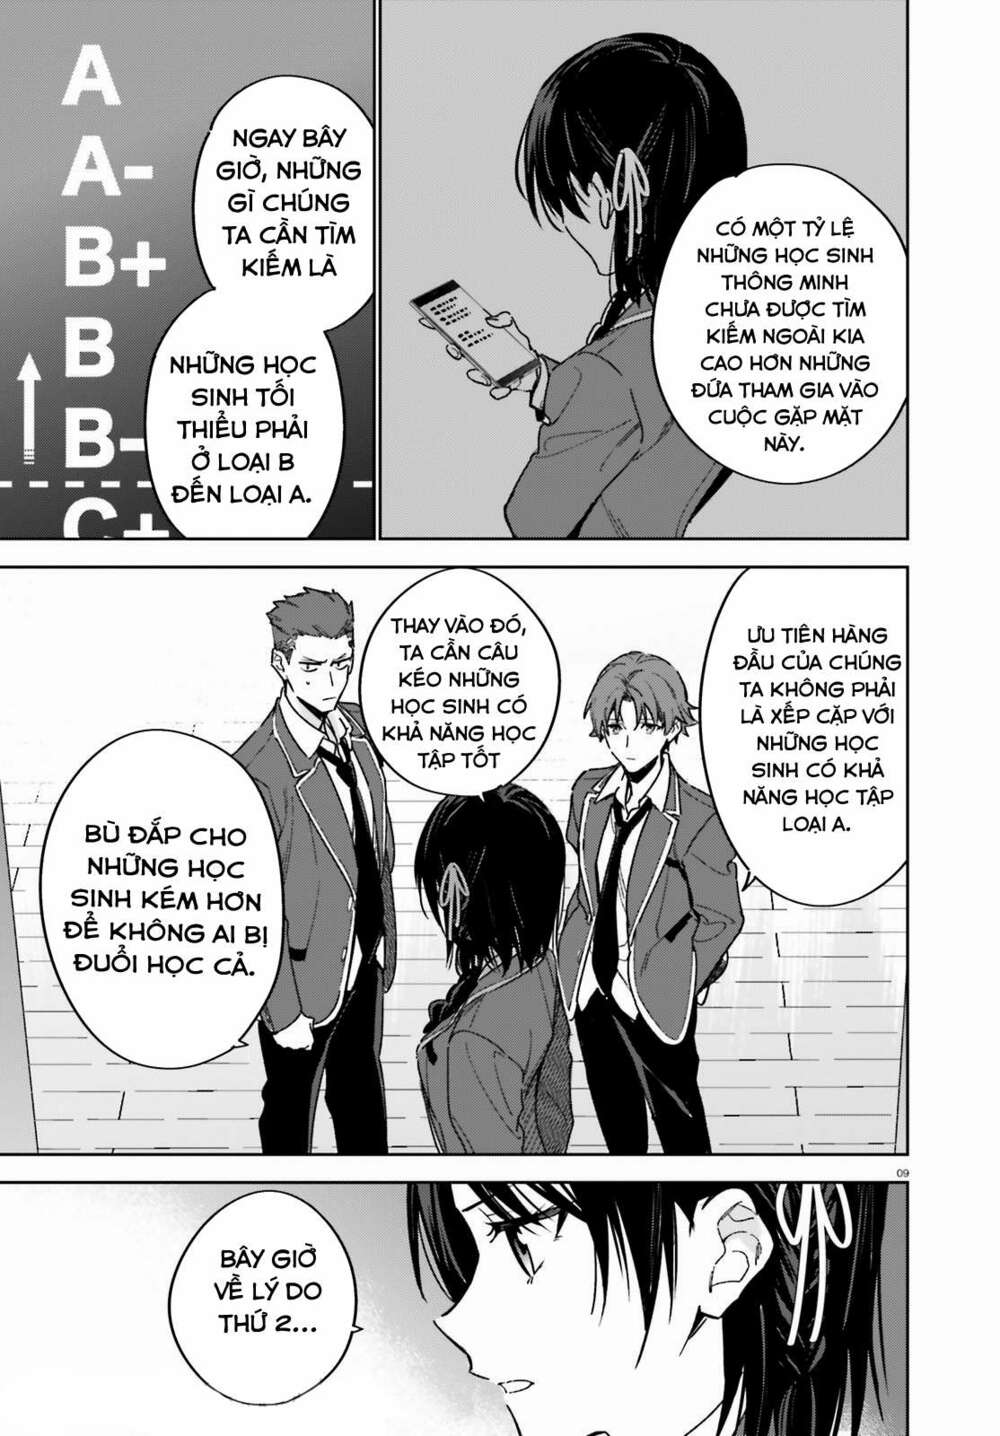 CÓ MỘT TỶ LỆ
NHỮNG HỌC SINH
THÔNG MINH
CHƯA ĐƯỢC TÌM
KIẾM NGOÀI KIA
CAO HƠN NHỮNG
ĐỨA THAM GIA VÀO
CUỘC GẶP MẶT
NÀY.
A
A-
B+
B
B-
C+
NGAY BÂY
GIỜ, NHỮNG
GÌ CHÚNG
TA CẦN TÌM
KIẾM LÀ
NHỮNG HỌC
SINH TỐI
THIỂU PHẢI
Ở LOẠI B
ĐẾN LOẠI A.
ƯU TIÊN HÀNG
ĐẦU CỦA CHÚNG
TA KHÔNG PHẢI
LÀ XẾP CẶP VỚI
NHỮNG HỌC
SINH CÓ KHẢ
NĂNG HỌC TẬP
LOẠI A.
THAY VÀO ĐÓ,
TA CẦN CÂU
KÉO NHỮNG
HỌC SINH CÓ
KHẢ NĂNG HỌC
TẬP TỐT
BÙ ĐẮP CHO
NHỮNG HỌC
SINH KÉM HƠN
ĐỂ KHÔNG AI BỊ
ĐUỔI HỌC CẢ.
09
BÂY GIỜ
VỀ LÝ DO
THỨ 2...